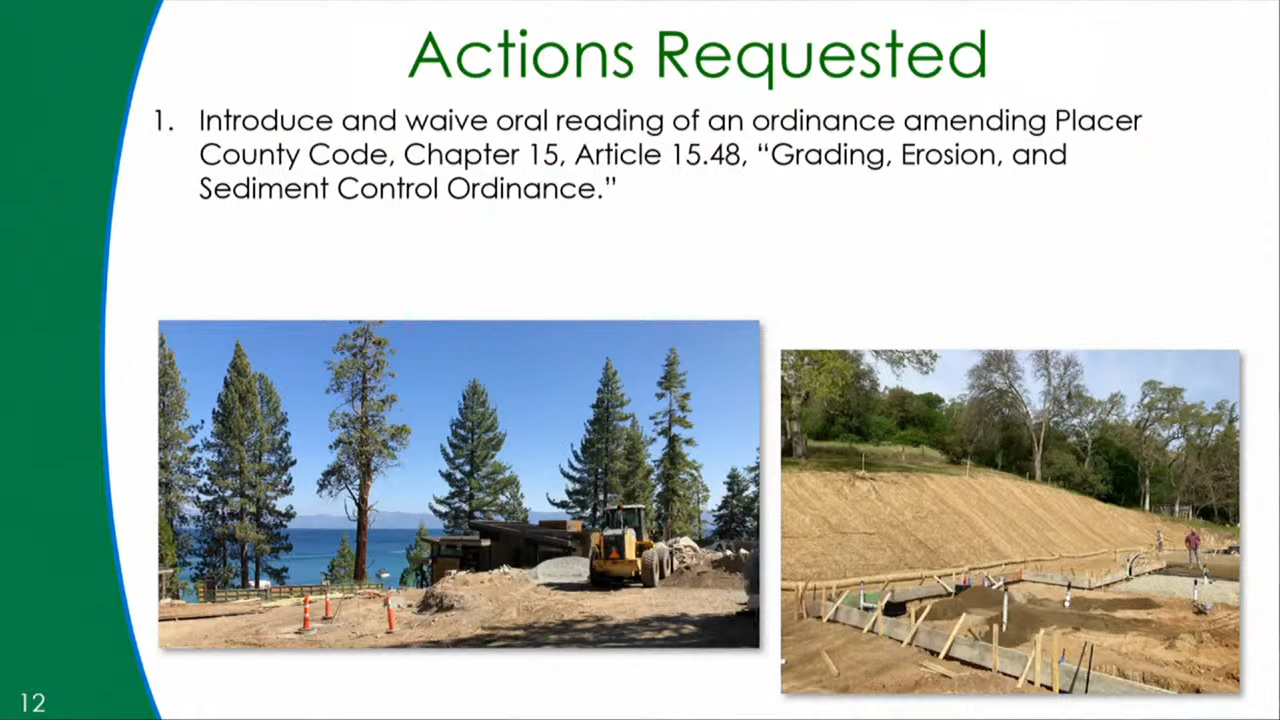 Actions Requested
1. Introduce and waive oral reading of an ordinance amending Placer
County Code, Chapter 15, Article 15.48, “Grading, Erosion, and
Sediment Control Ordinance.”
12